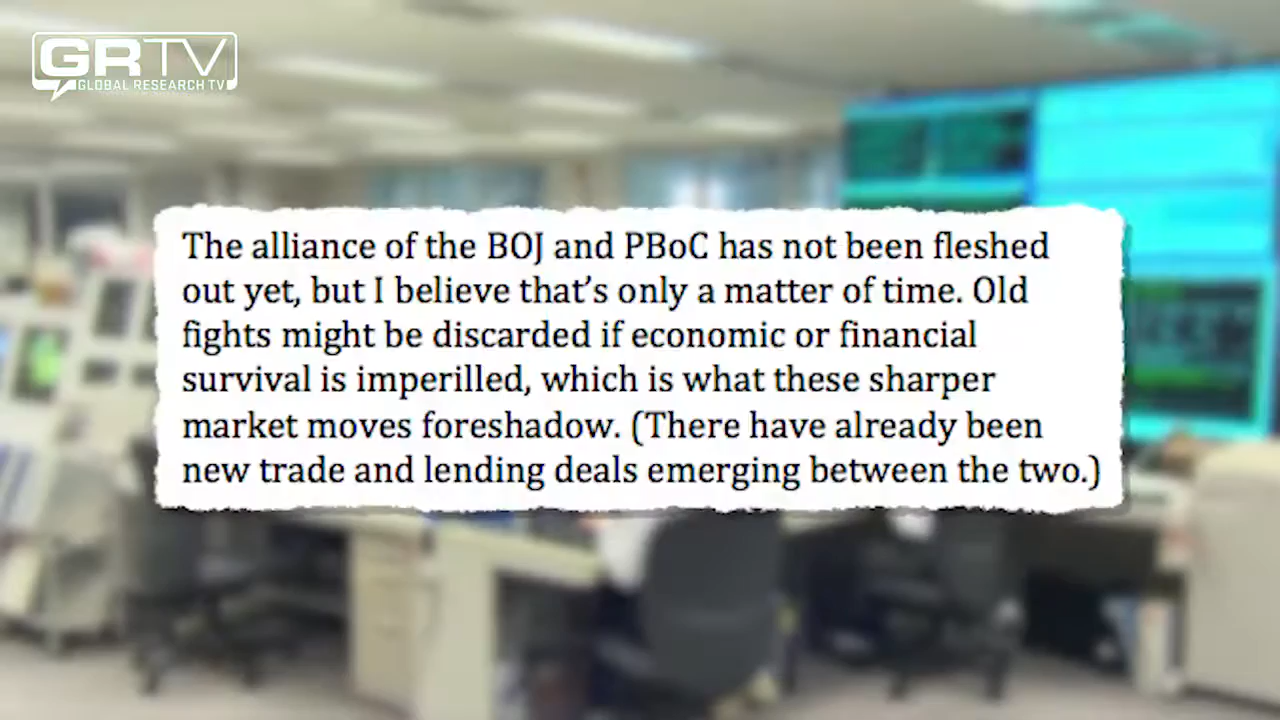 GRTV
GLOBAL RESEARCH TV
The alliance of the BOJ and PBoC has not been fleshed
out yet, but I believe that’s only a matter of time. Old
fights might be discarded if economic or financial
survival is imperilled, which is what these sharper
market moves foreshadow. (There have already been
new trade and lending deals emerging between the two.)